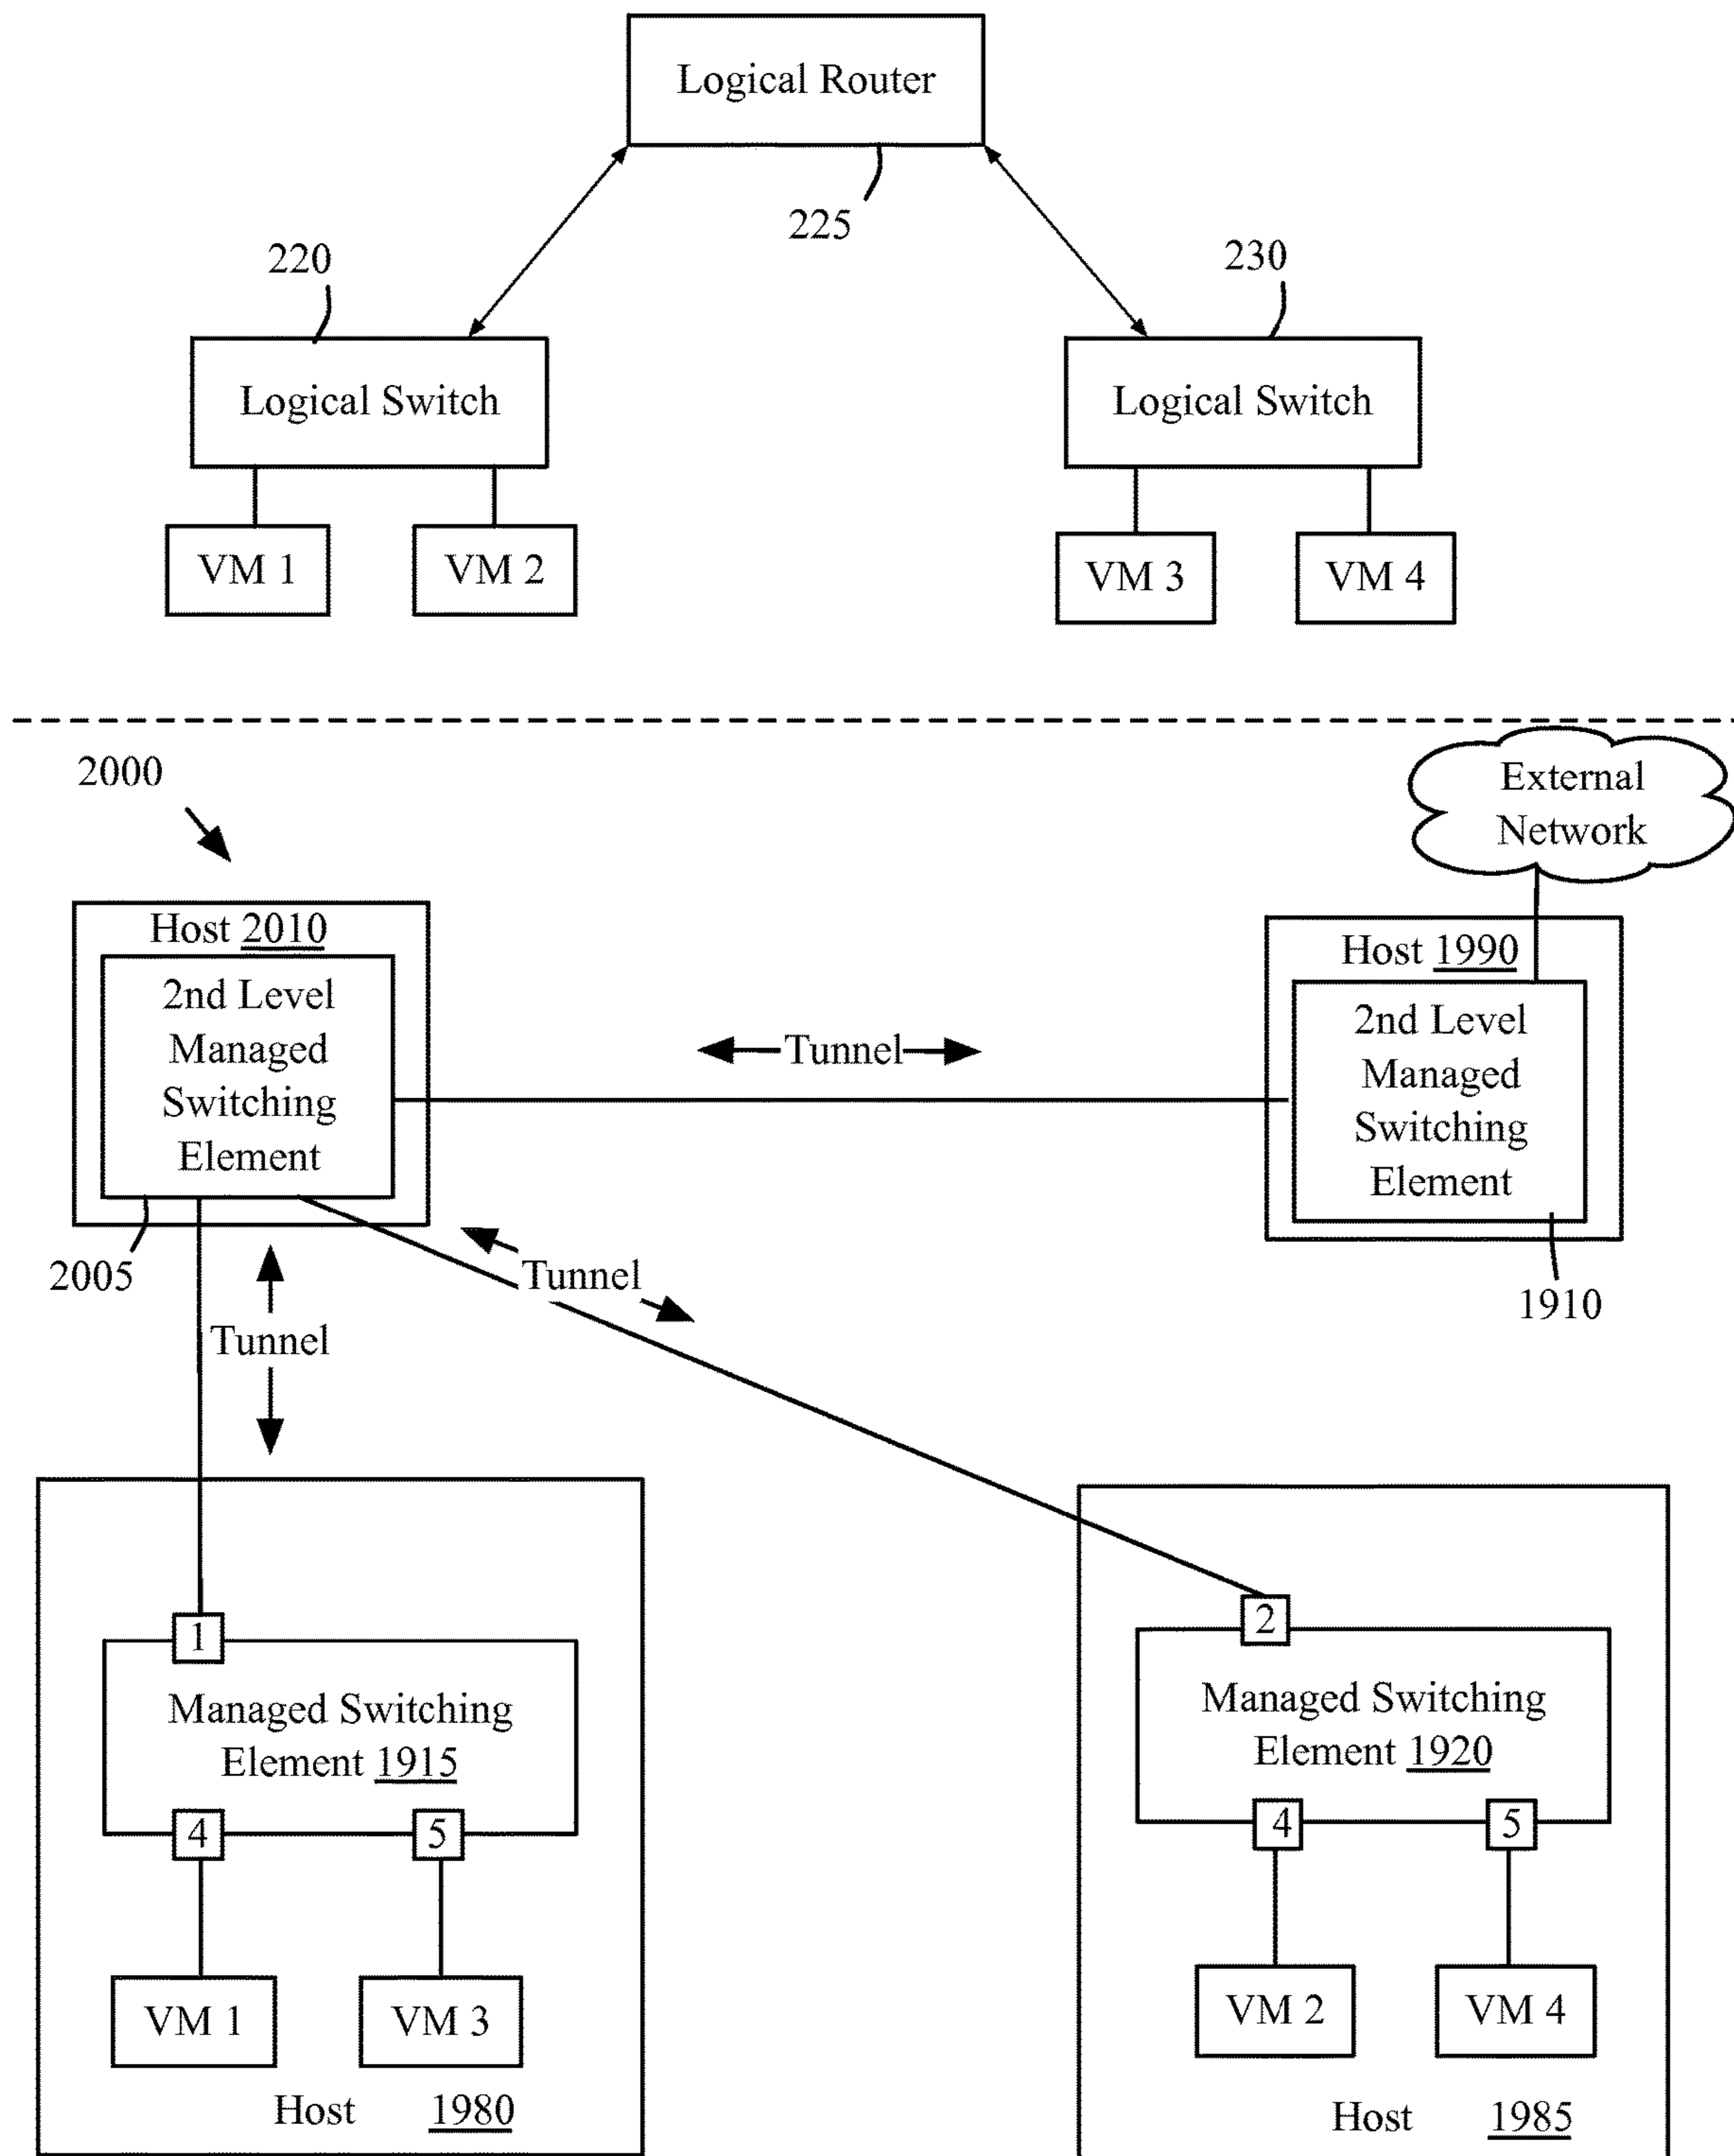 Logical Router
225
220
230
Logical Switch
Logical Switch
VM 1
VM 2
VM 3
VM 4
2000
External
Network
Host 2010
2nd Level
Managed
Switching
Element
2005
Host 1990
2nd Level
Managed
Switching
Element
1910
Tunnel
Tunnel
Tunnel
1
Managed Switching
Element 1915
4
5
VM 1
VM 3
Host 1980
2
Managed Switching
Element 1920
4
5
VM 2
VM 4
Host 1985